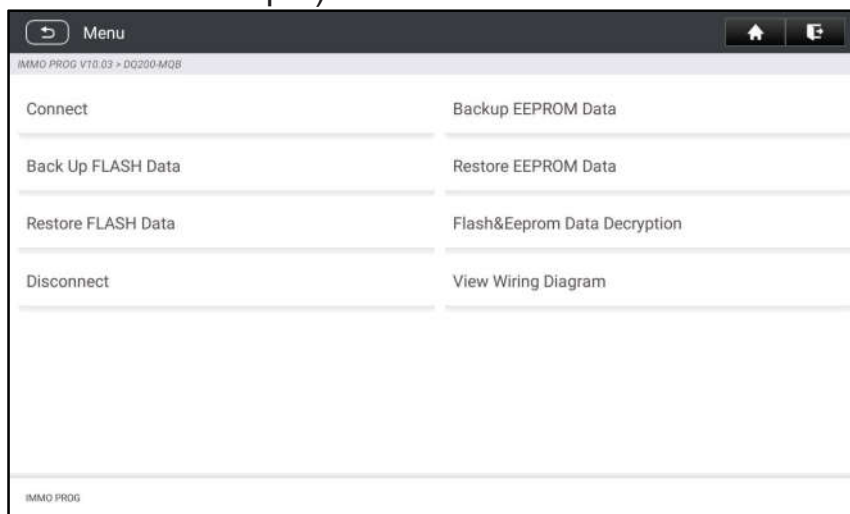 Menu
IMMO PROG V10.03 > DQ200-MQB
Connect
Backup EEPROM Data
Back Up FLASH Data
Restore EEPROM Data
Restore FLASH Data
Flash&Eeprom Data Decryption
Disconnect
View Wiring Diagram
IMMO PROG